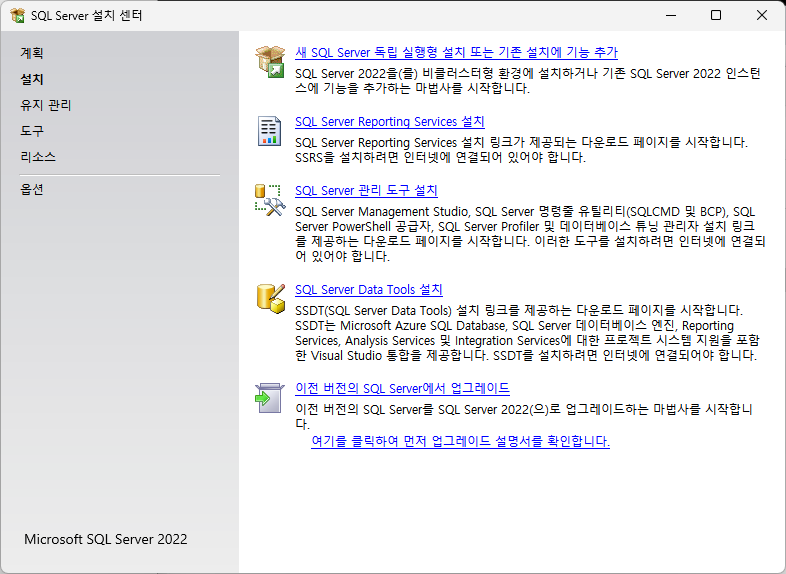 SQL Server 설치 센터
계획
설치
유지 관리
도구
리소스
옵션
Microsoft SQL Server 2022
새 SQL Server 독립 실행형 설치 또는 기존 설치에 기능 추가
SQL Server 2022을(를) 비클러스터형 환경에 설치하거나 기존 SQL Server 2022 인스턴
스에 기능을 추가하는 마법사를 시작합니다.
SQL Server Reporting Services 설치
SQL Server Reporting Services 설치 링크가 제공되는 다운로드 페이지를 시작합니다.
SSRS을 설치하려면 인터넷에 연결되어 있어야 합니다.
SQL Server 관리 도구 설치
SQL Server Management Studio, SQL Server 명령줄 유틸리티(SQLCMD 및 BCP), SQL
Server PowerShell 공급자, SQL Server Profiler 및 데이터베이스 튜닝 관리자 설치 링크
를 제공하는 다운로드 페이지를 시작합니다. 이러한 도구를 설치하려면 인터넷에 연결되
어 있어야 합니다.
SQL Server Data Tools 설치
SSDT(SQL Server Data Tools) 설치 링크를 제공하는 다운로드 페이지를 시작합니다.
SSDT는 Microsoft Azure SQL Database, SQL Server 데이터베이스 엔진, Reporting
Services, Analysis Services 및 Integration Services에 대한 프로젝트 시스템 지원을 포함
한 Visual Studio 통합을 제공합니다. SSDT를 설치하려면 인터넷에 연결되어야 합니다.
이전 버전의 SQL Server에서 업그레이드
이전 버전의 SQL Server를 SQL Server 2022(으)로 업그레이드하는 마법사를 시작합니
다.
여기를 클릭하여 먼저 업그레이드 설명서를 확인합니다.